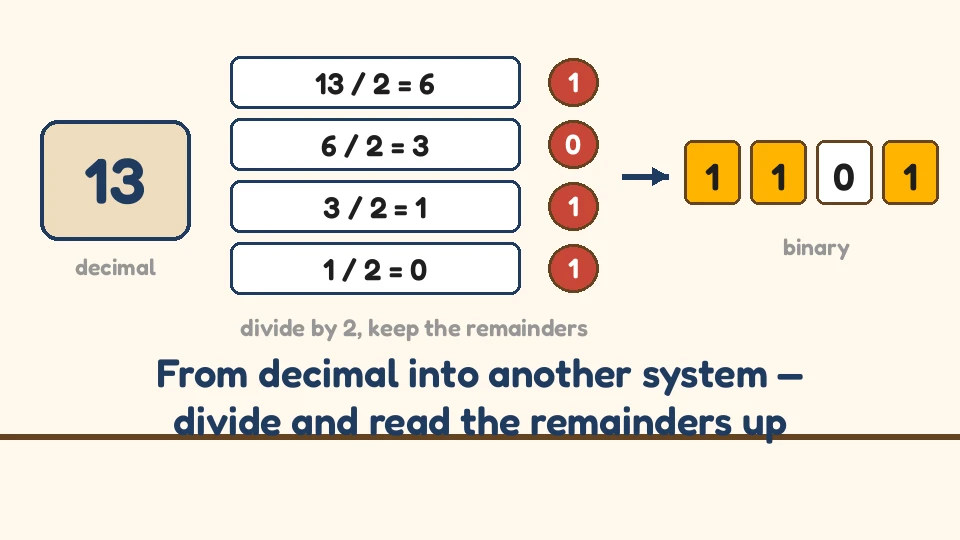 13
decimal
13 / 2 = 6
1
6 / 2 = 3
0
3 / 2 = 1
1
1 / 2 = 0
1
divide by 2, keep the remainders
1 1 0 1
binary
From decimal into another system —
divide and read the remainders up